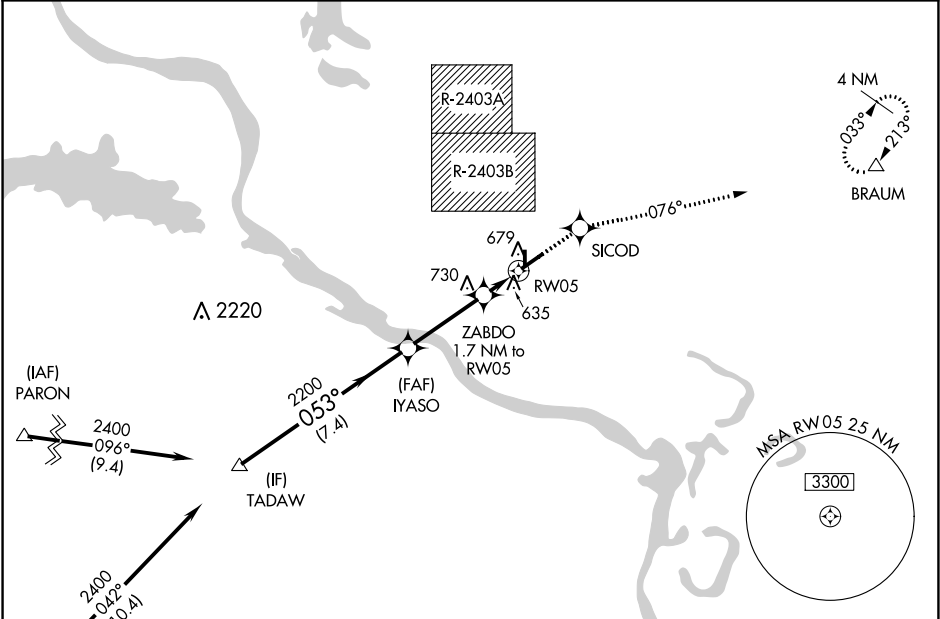 R-2403A
R-2403B
4 NM
033°
213°
BRAUM
076°
SICOD
679
RW05
730
635
2220
ZABDO
1.7 NM to
RW05
(FAF)
IYASO
(IAF)
PARON
2400
096°
(9.4)
2200
053°
(7.4)
(IF)
TADAW
2400
042°
MSA RW05 25 NM
3300